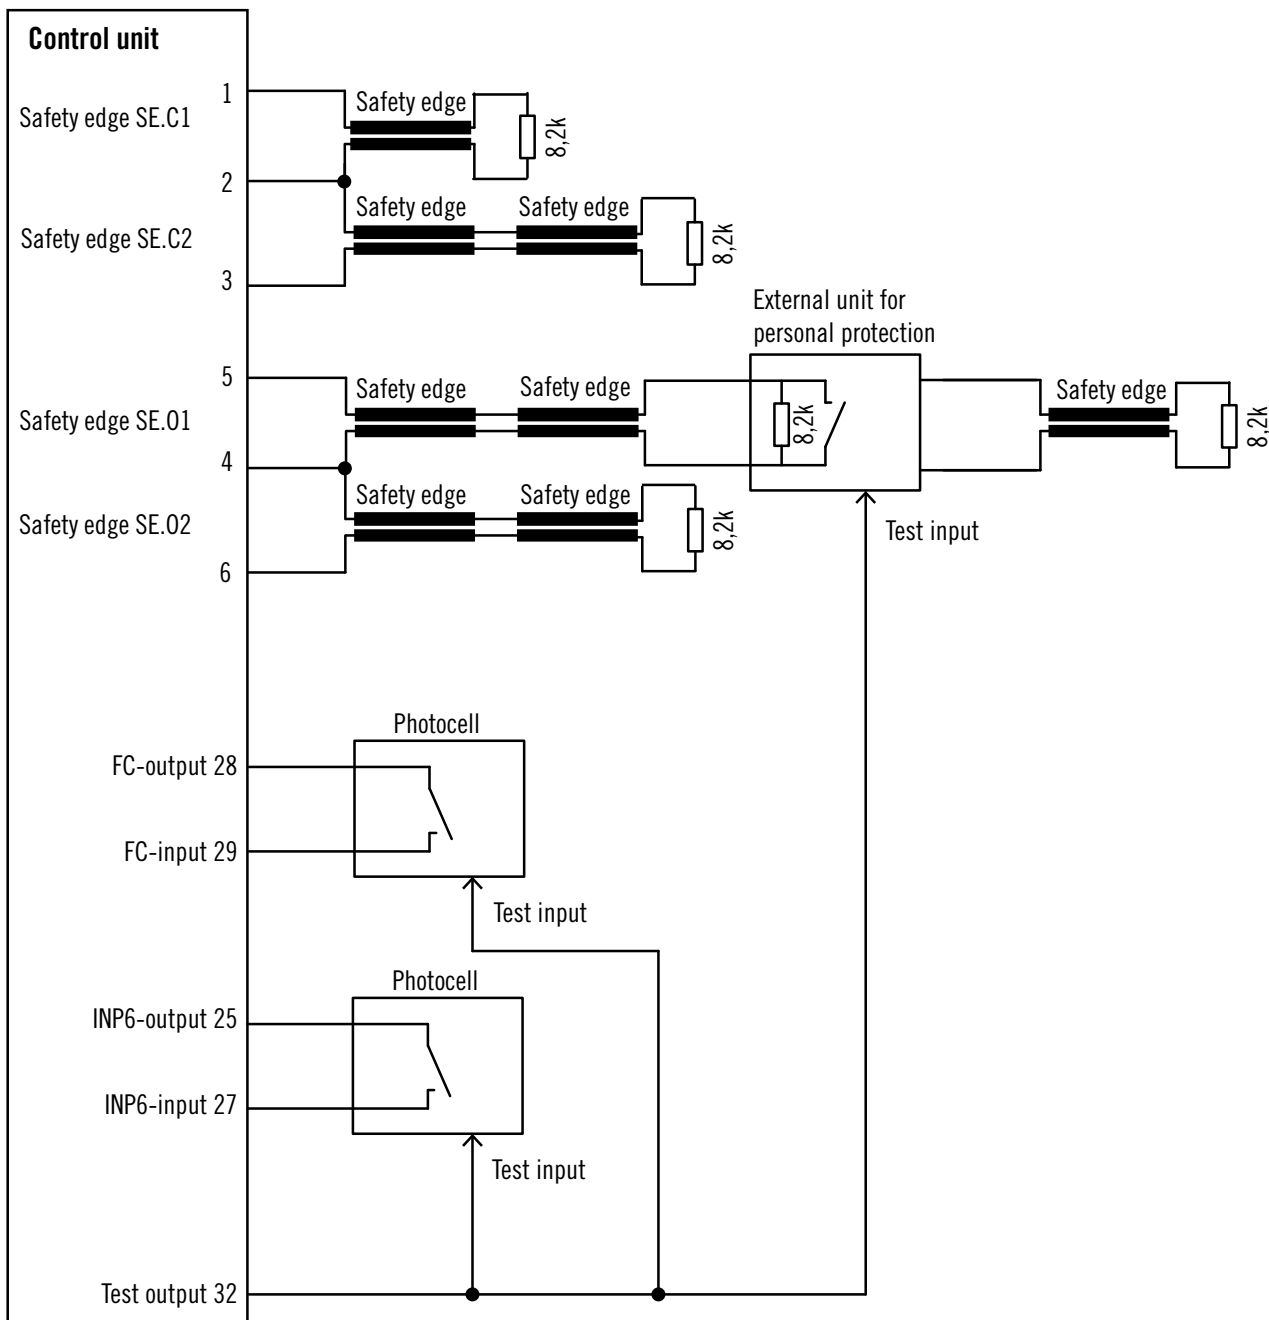 Control unit
1
Safety edge
Safety edge SE.C1
8,2k
2
Safety edge
Safety edge
Safety edge SE.C2
8,2k
3
External unit for
personal protection
5
Safety edge
Safety edge
Safety edge
Safety edge SE.O1
8,2k
8,2k
4
Safety edge
Safety edge
Safety edge SE.O2
8,2k
Test input
6
Photocell
FC-output 28
FC-input 29
Test input
Photocell
INP6-output 25
INP6-input 27
Test input
Test output 32